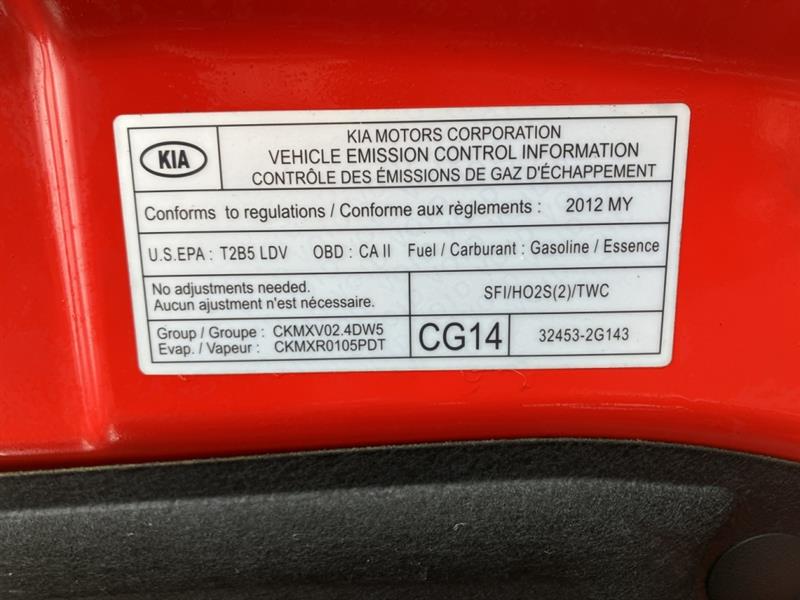 KIA
KIA MOTORS CORPORATION
VEHICLE EMISSION CONTROL INFORMATION
CONTRÔLE DES ÉMISSIONS DE GAZ D'ÉCHAPPEMENT
Conforms to regulations / Conforme aux règlements : 2012 MY
U.S.EPA : T2B5 LDV OBD : CA II Fuel / Carburant : Gasoline / Essence
No adjustments needed.
Aucun ajustment n'est nécessaire.
SFI/HO2S(2)/TWC
Group / Groupe : CKMXV02.4DW5
Evap. / Vapeur : CKMXR0105PDT
CG14
32453-2G143